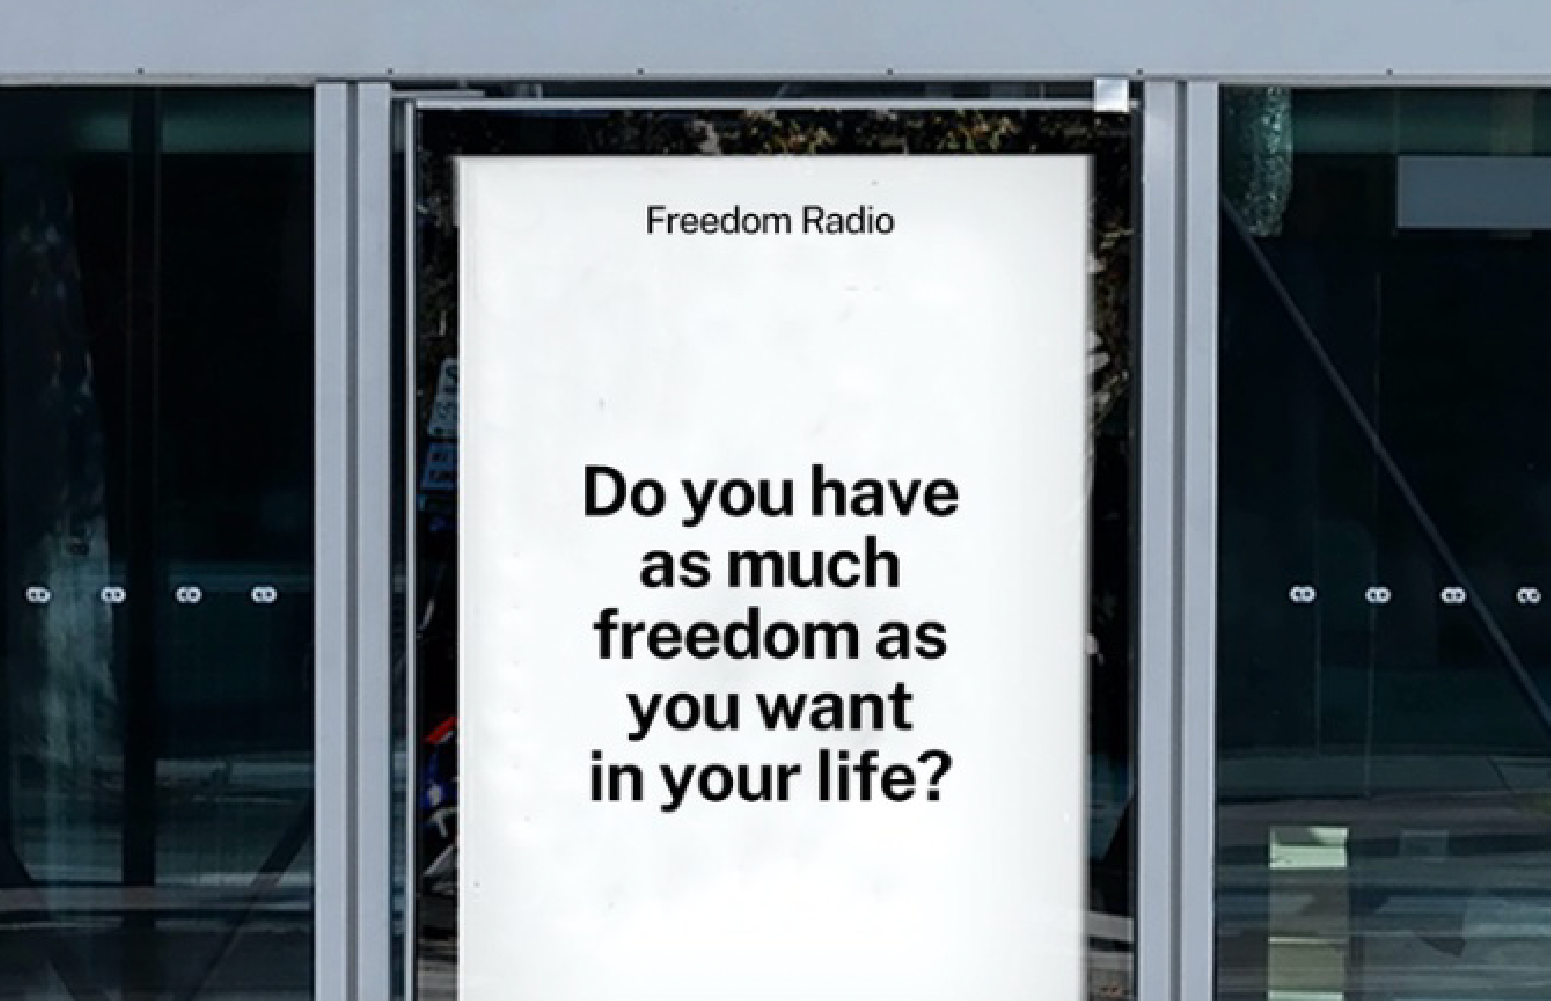 Freedom Radio
Do you have
as much
freedom as
you want
in your life?